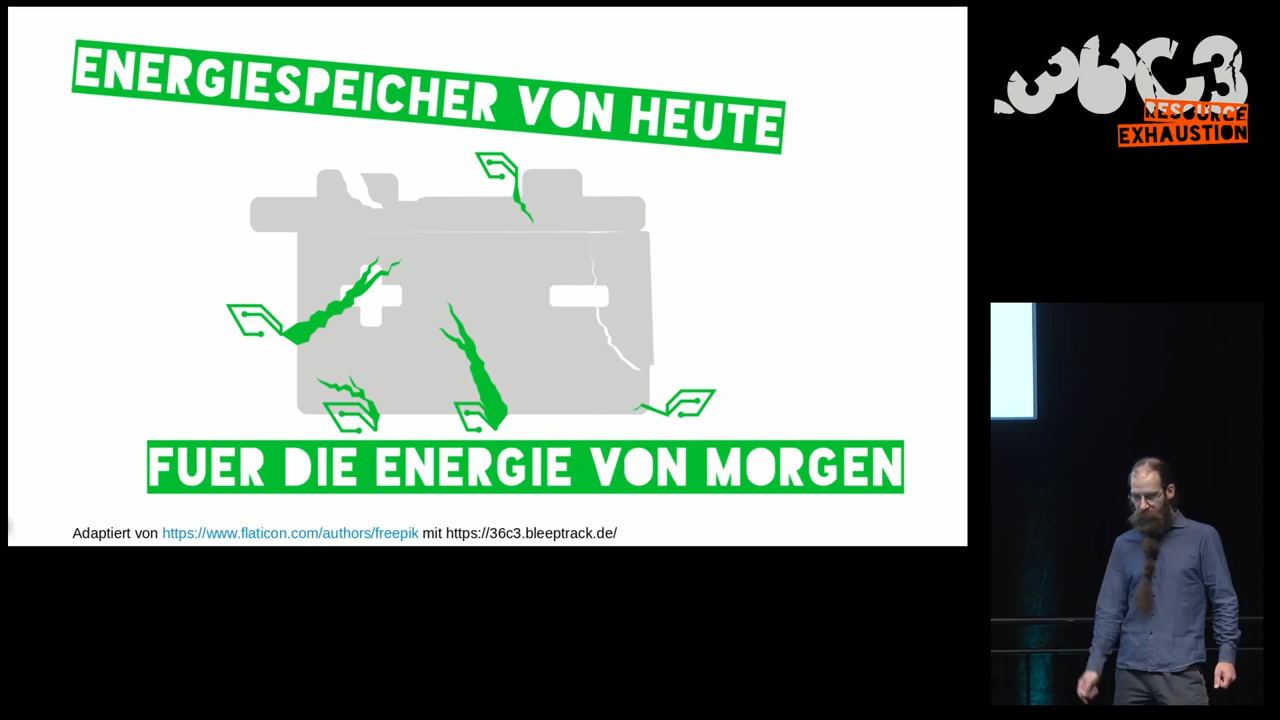 ENERGIESPEICHER VON HEUTE
FUER DIE ENERGIE VON MORGEN
Adaptiert von https://www.flaticon.com/authors/freepik mit https://36c3.bleeptrack.de/
36C3
RESOURCE
EXHAUSTION